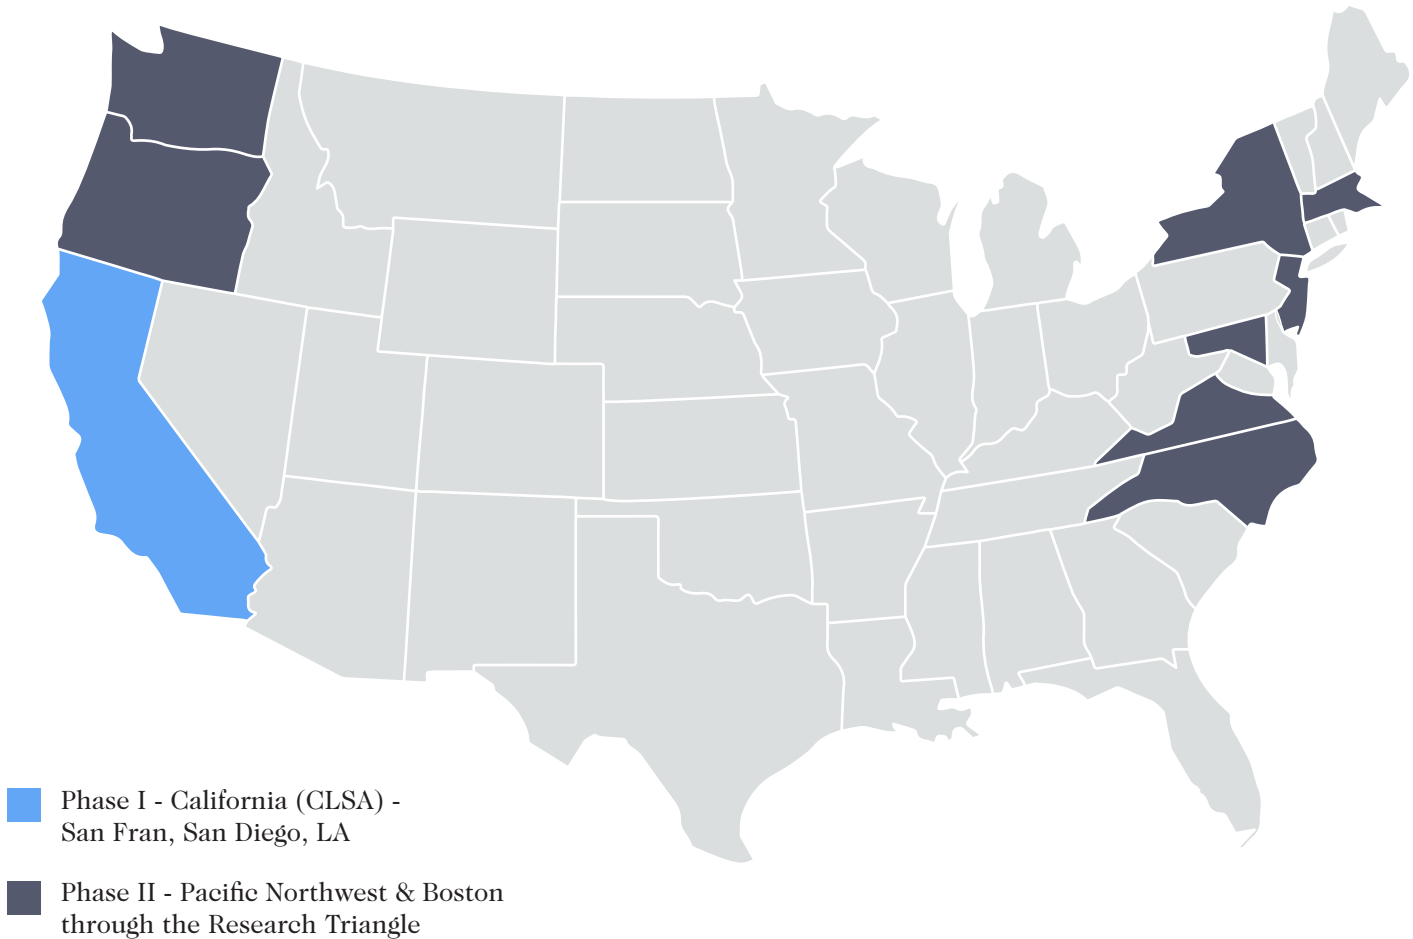 Phase I - California (CLSA) -
San Fran, San Diego, LA
Phase II - Pacific Northwest & Boston
through the Research Triangle